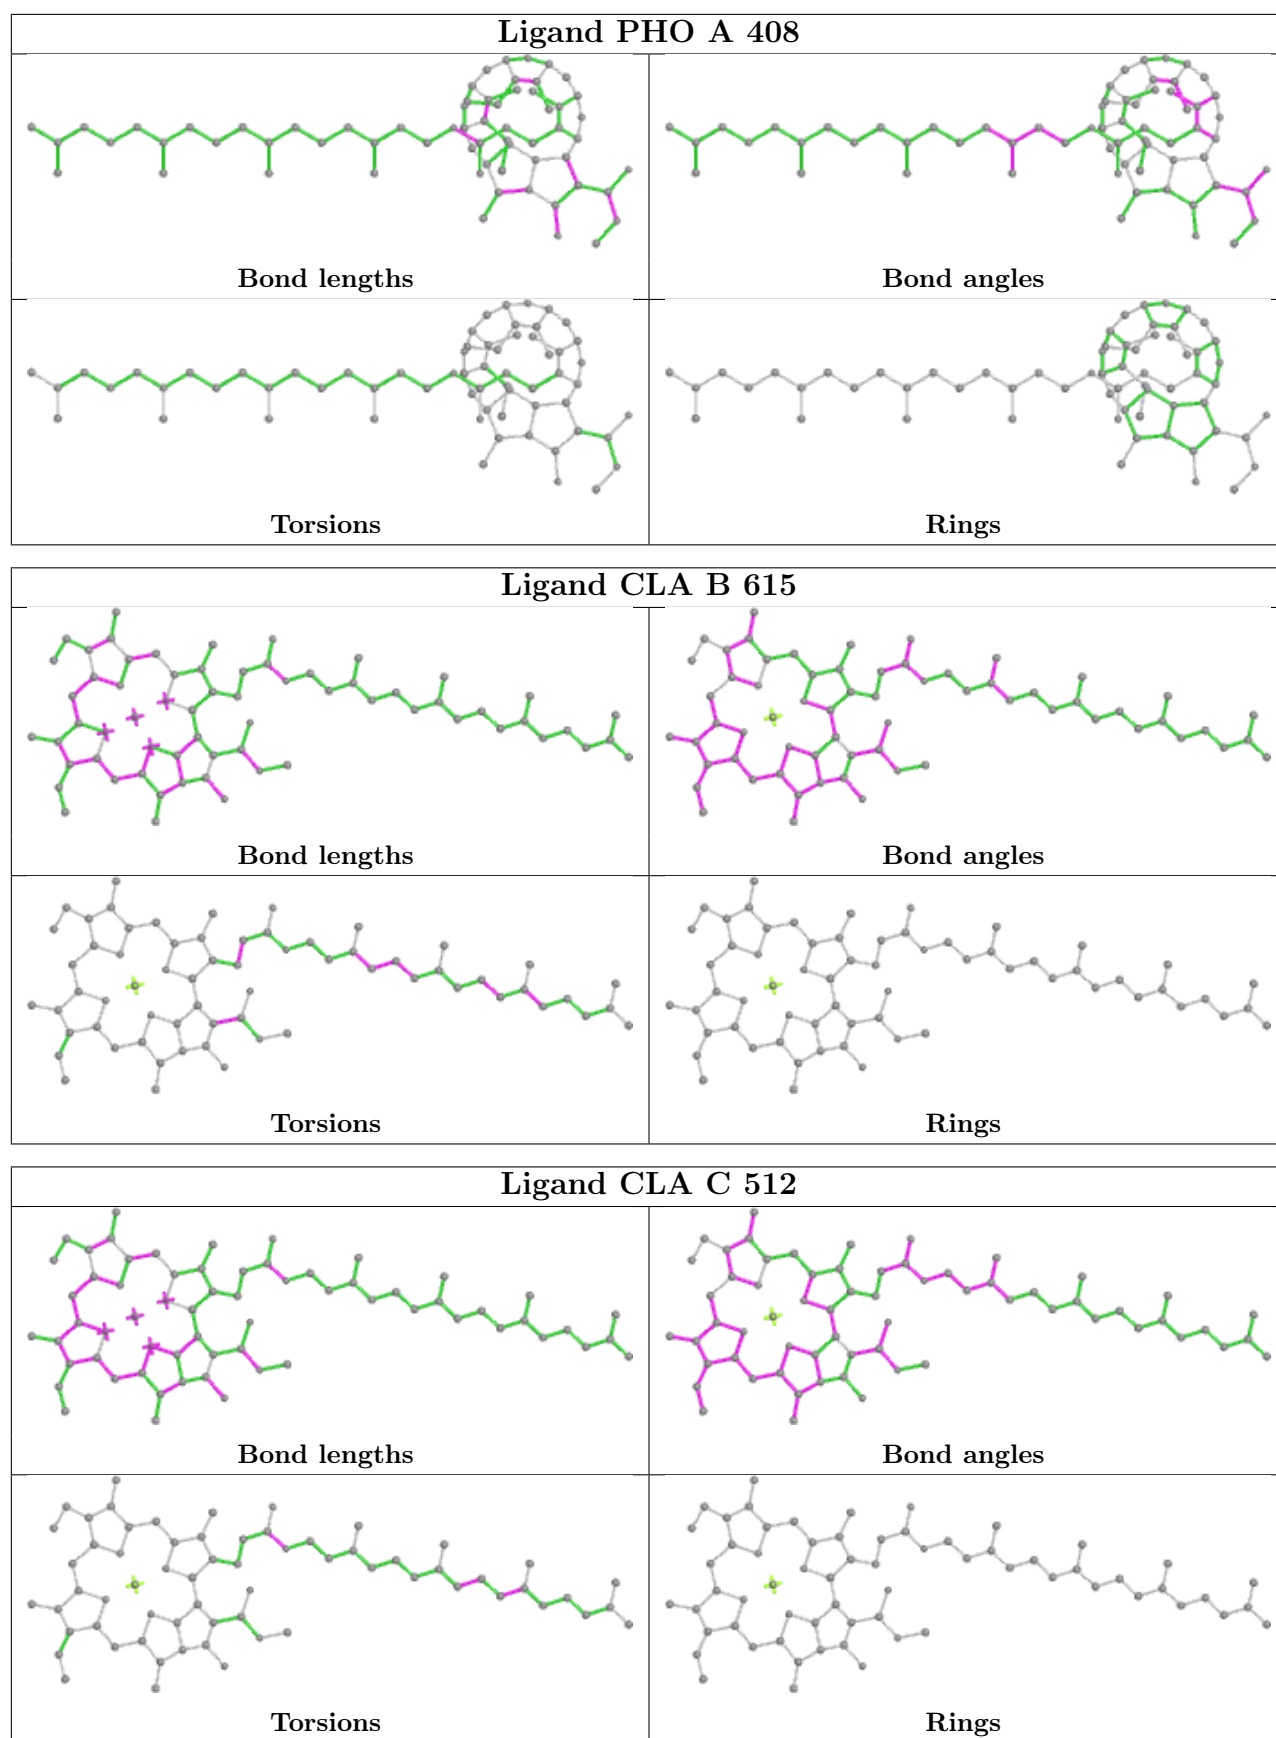 Ligand PHO A 408
Bond lengths
Bond angles
Torsions
Rings
Ligand CLA B 615
Bond lengths
Bond angles
Torsions
Rings
Ligand CLA C 512
Bond lengths
Bond angles
Torsions
Rings